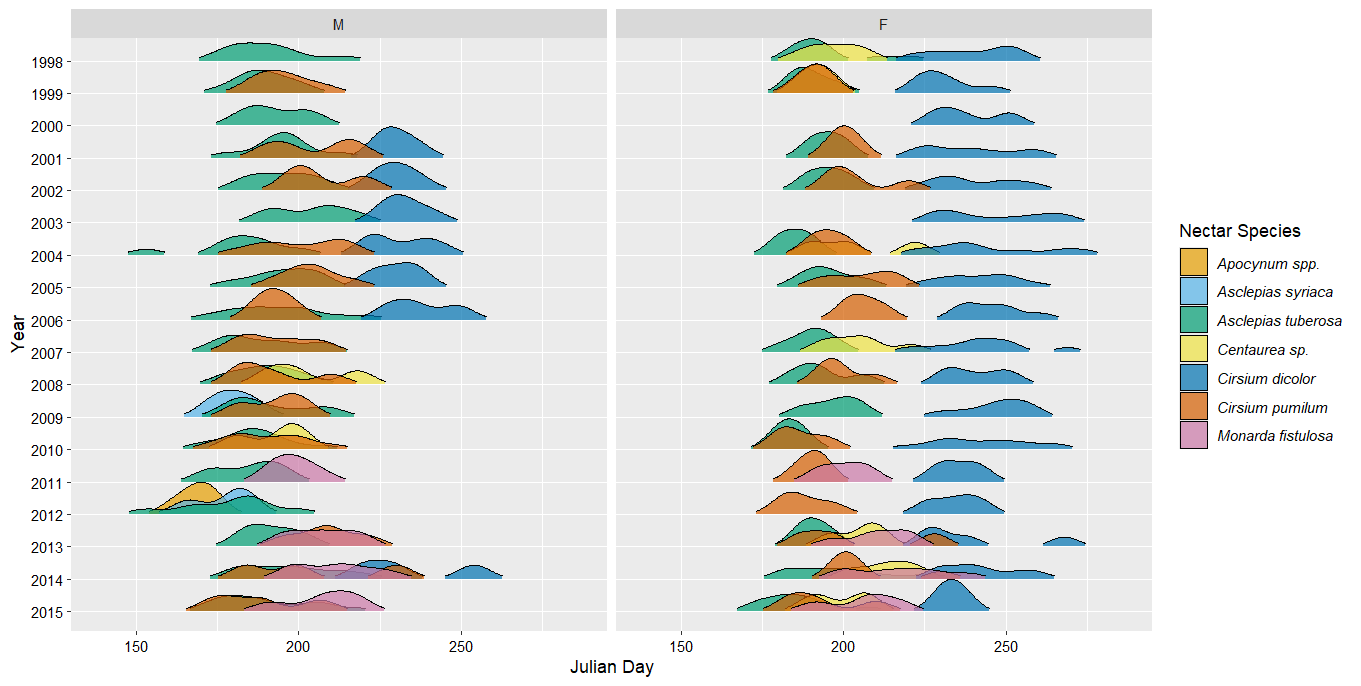 M
F
Year
1998
1999
2000
2001
2002
2003
2004
2005
2006
2007
2008
2009
2010
2011
2012
2013
2014
2015
150
200
250
150
200
250
Julian Day
Nectar Species
Apocynum spp.
Asclepias syriaca
Asclepias tuberosa
Centaurea sp.
Cirsium dicolor
Cirsium pumilum
Monarda fistulosa